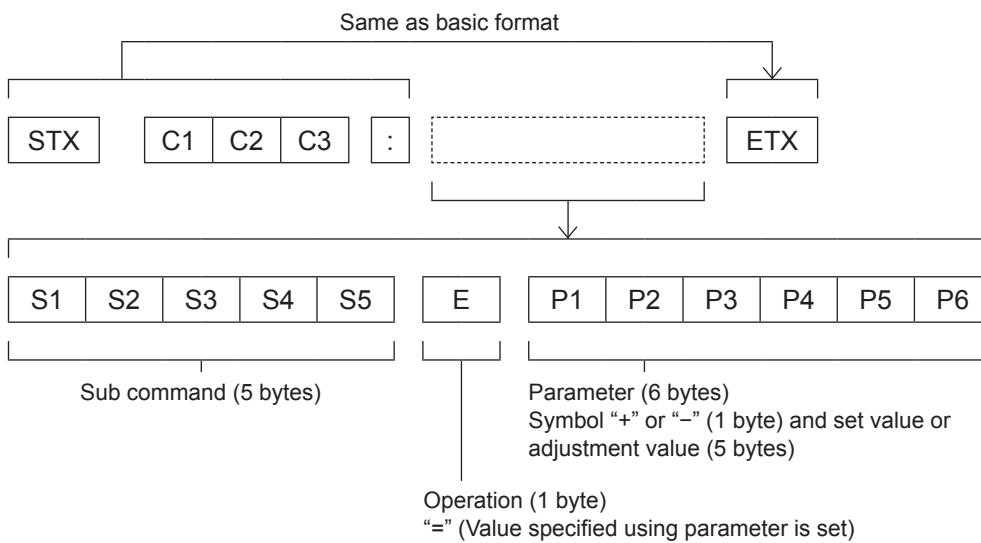 Same as basic format
STX C1 C2 C3 : ETX
S1 S2 S3 S4 S5 E P1 P2 P3 P4 P5 P6
Sub command (5 bytes)
Parameter (6 bytes)
Symbol “+” or “−” (1 byte) and set value or
adjustment value (5 bytes)
Operation (1 byte)
“=” (Value specified using parameter is set)